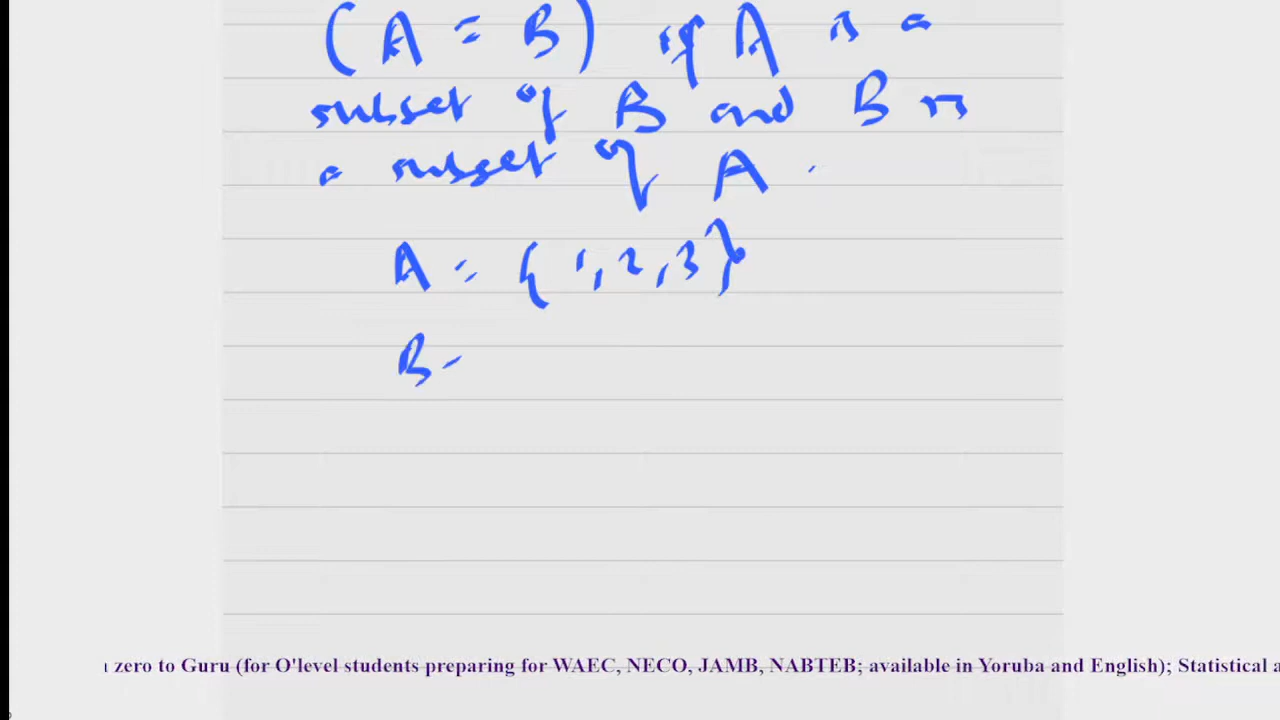 (A = B) if A is a
subset of B and B is
a subset of A.
A = {1, 2, 3}
B -
zero to Guru (for O'level students preparing for WAEC, NECO, JAMB, NABTEB; available in Yoruba and English); Statistical a